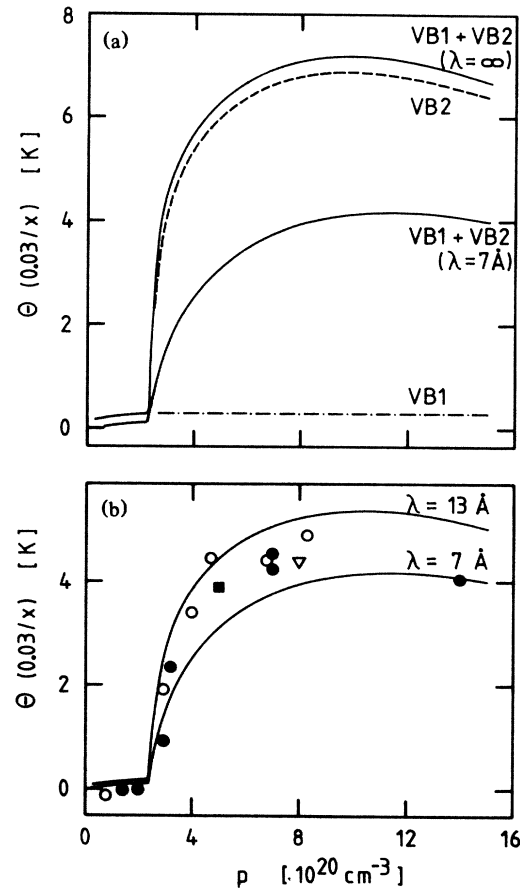 (a)
VB1 + VB2
(λ = ∞)
VB2
VB1 + VB2
(λ = 7Å)
VB1
Θ (0.03/x) [K]
8
6
4
2
0
(b)
λ = 13 Å
λ = 7 Å
Θ (0.03/x) [K]
4
2
0
0 4 8 12 16
p [·10²⁰ cm⁻³]